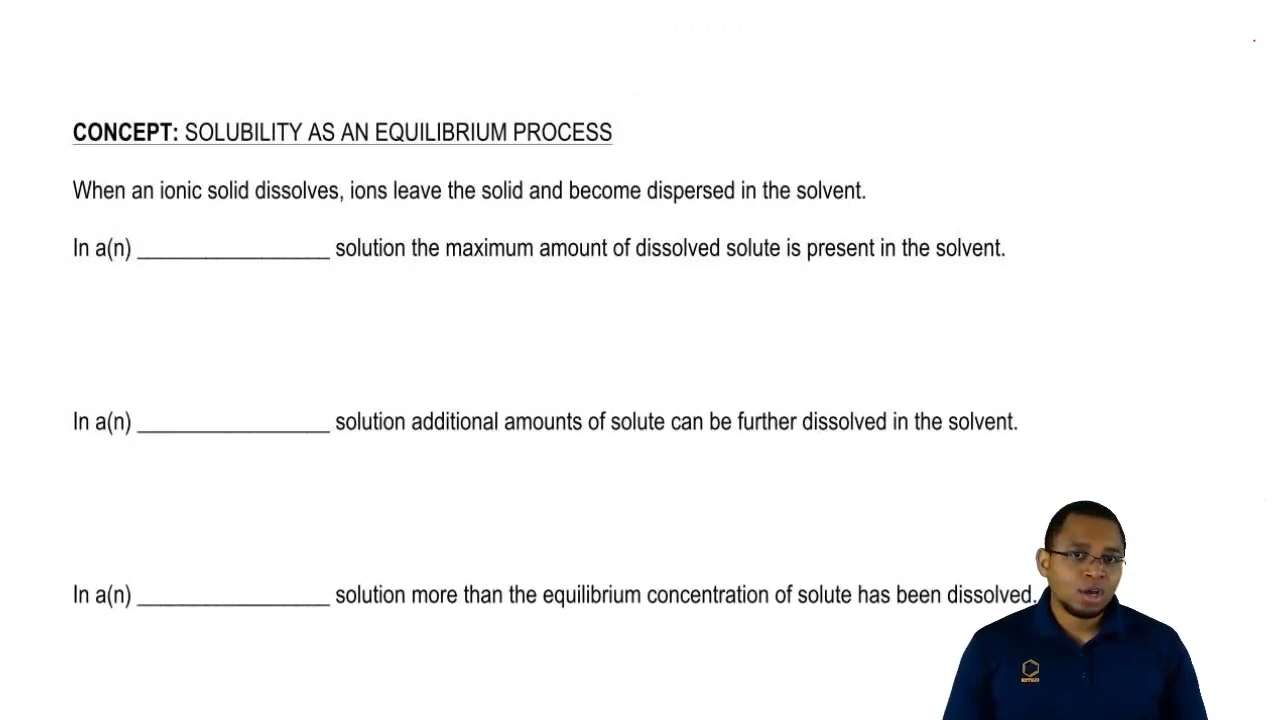 CONCEPT: SOLUBILITY AS AN EQUILIBRIUM PROCESS
When an ionic solid dissolves, ions leave the solid and become dispersed in the solvent.
In a(n) ________________ solution the maximum amount of dissolved solute is present in the solvent.
In a(n) ________________ solution additional amounts of solute can be further dissolved in the solvent.
In a(n) ________________ solution more than the equilibrium concentration of solute has been dissolved.